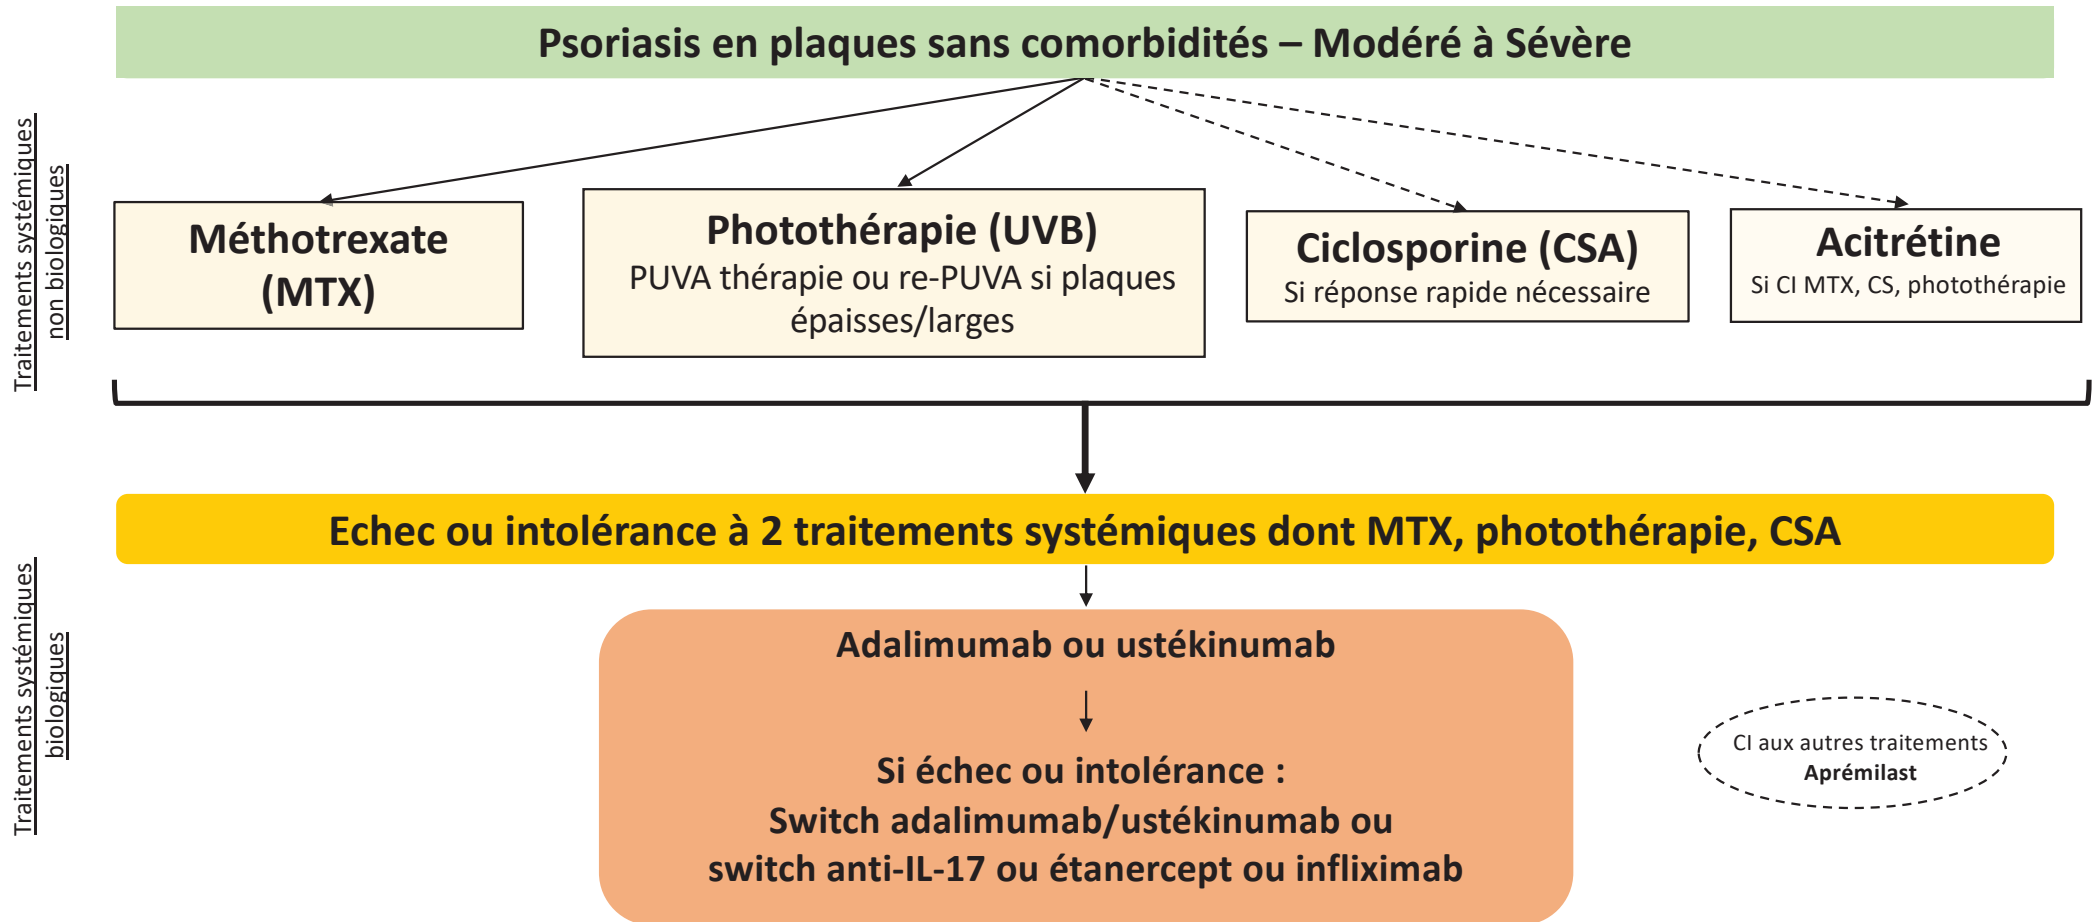 Psoriasis en plaques sans comorbidités – Modéré à Sévère
Traitements systémiques
non biologiques
Méthotrexate
(MTX)
Photothérapie (UVB)
PUVA thérapie ou re-PUVA si plaques
épaisses/larges
Ciclosporine (CSA)
Si réponse rapide nécessaire
Acitrétine
Si CI MTX, CS, photothérapie
Echec ou intolérance à 2 traitements systémiques dont MTX, photothérapie, CSA
Traitements systémiques
biologiques
Adalimumab ou ustékinumab
Si échec ou intolérance :
Switch adalimumab/ustékinumab ou
switch anti-IL-17 ou étanercept ou infliximab
CI aux autres traitements
Aprémilast